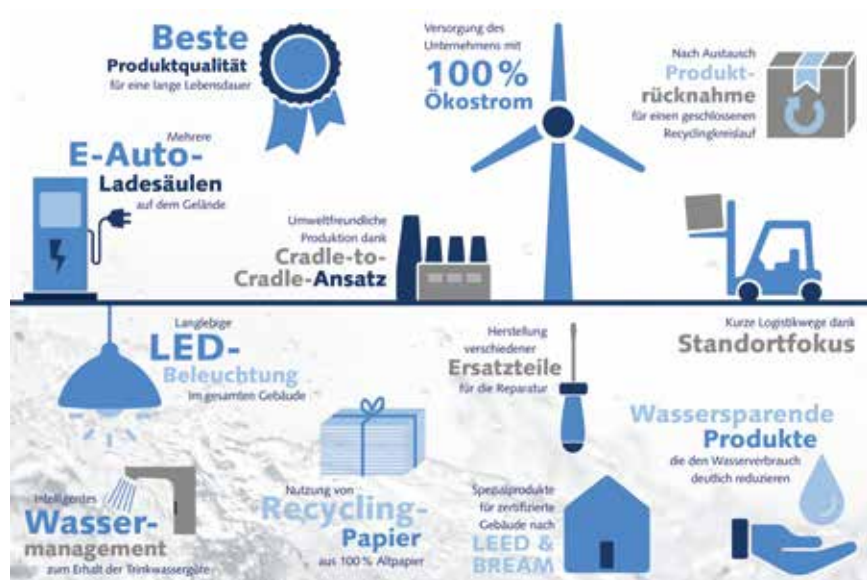 Beste
Produktqualität
für eine lange Lebensdauer
Versorgung des
Unternehmens mit
100 %
Ökostrom
Nach Austausch
Produkt-
rücknahme
für einen geschlossenen
Recyclingkreislauf
Mehrere
E-Auto-
Ladesäulen
auf dem Gelände
Umweltfreundliche
Produktion dank
Cradle-to-
Cradle-Ansatz
Langlebige
LED-
Beleuchtung
im gesamten Gebäude
Herstellung
verschiedener
Ersatzteile
für die Reparatur
Kurze Logistikwege dank
Standortfokus
Wassersparende
Produkte
die den Wasserverbrauch
deutlich reduzieren
Intelligentes
Wasser-
management
zum Erhalt der Trinkwassergüte
Nutzung von
Recycling-
Papier
aus 100 % Altpapier
Spezialprodukte
für zertifizierte
Gebäude nach
LEED &
BREAM